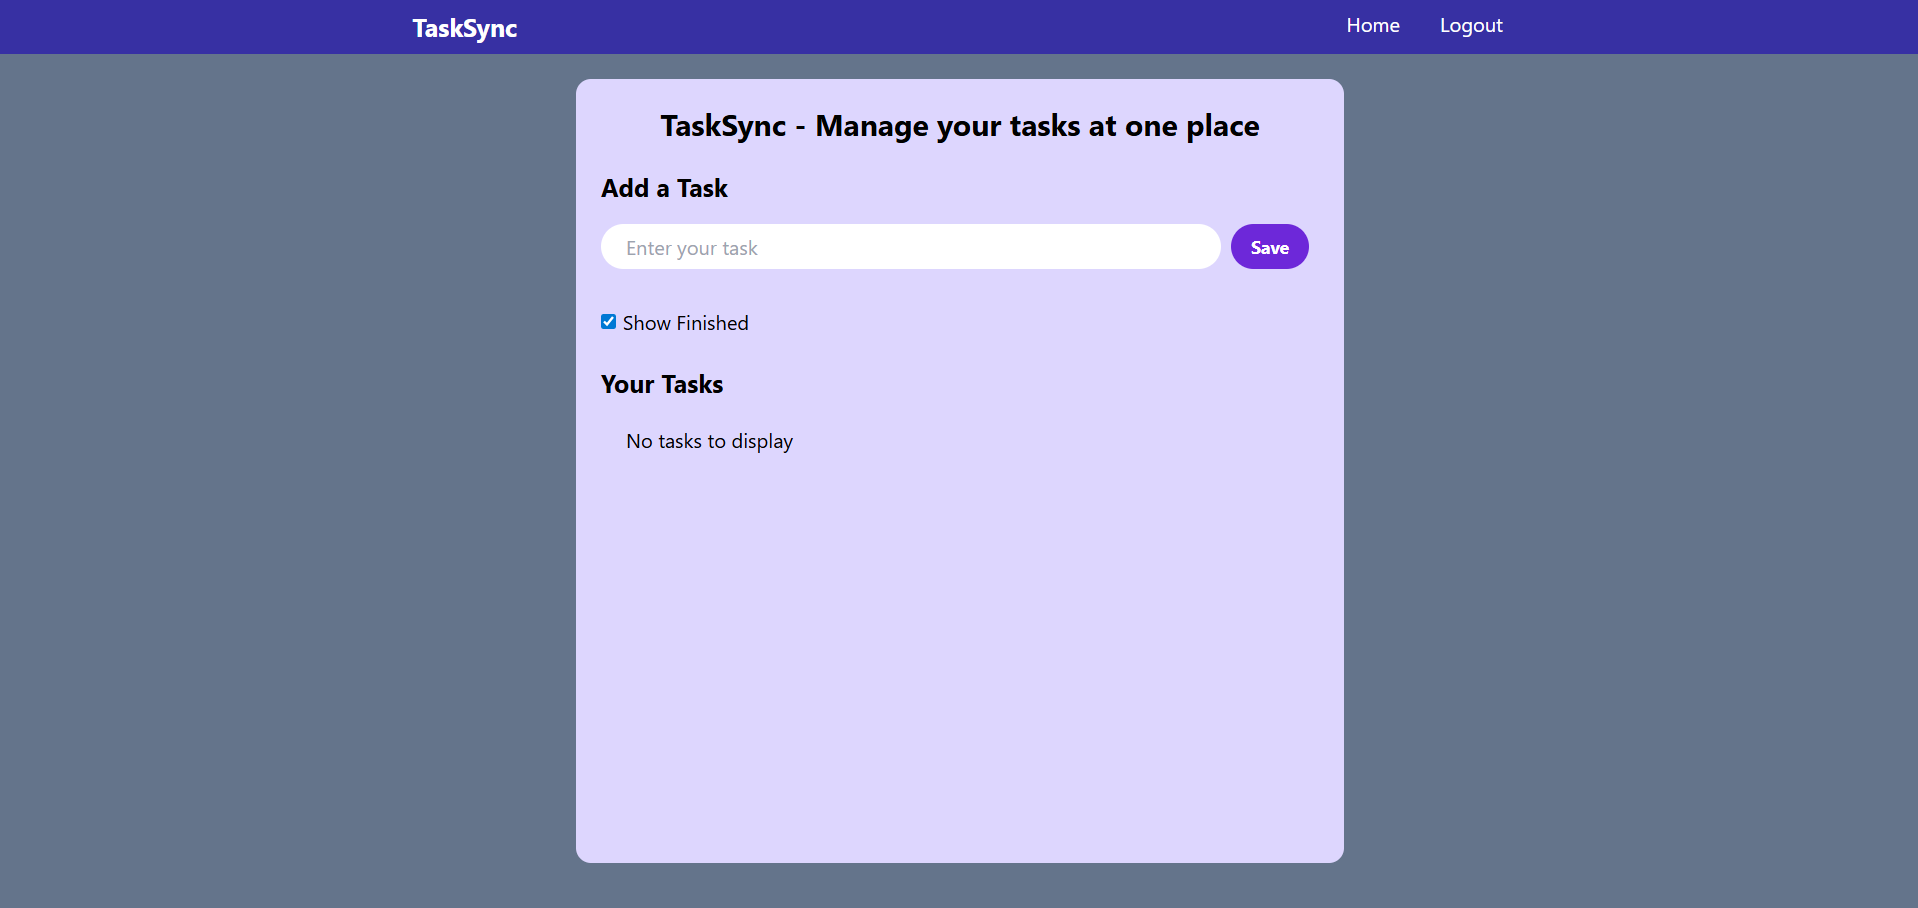 TaskSync
Home Logout
TaskSync - Manage your tasks at one place
Add a Task
Enter your task Save
Show Finished
Your Tasks
No tasks to display